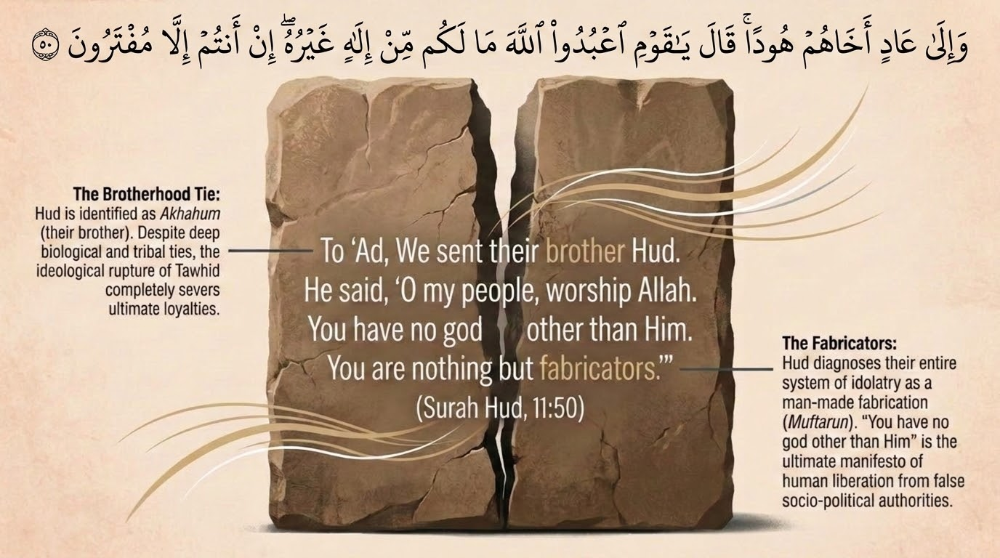 وَإِلَىٰ عَادٍ أَخَاهُمْ هُودًا ۚ قَالَ يَـٰقَوْمِ ٱعْبُدُوا۟ ٱللَّهَ مَا لَكُم مِّنْ إِلَـٰهٍ غَيْرُهُۥٓ ۖ إِنْ أَنتُمْ إِلَّا مُفْتَرُونَ ٥٠
The Brotherhood Tie:
Hud is identified as Akhahum
(their brother). Despite deep
biological and tribal ties, the
ideological rupture of Tawhid
completely severs
ultimate loyalties.
To ‘Ad, We sent their brother Hud.
He said, ‘O my people, worship Allah.
You have no god other than Him.
You are nothing but fabricators.’”
(Surah Hud, 11:50)
The Fabricators:
Hud diagnoses their entire
system of idolatry as a
man-made fabrication
(Muftarun). “You have no
god other than Him” is the
ultimate manifesto of
human liberation from false
socio-political authorities.